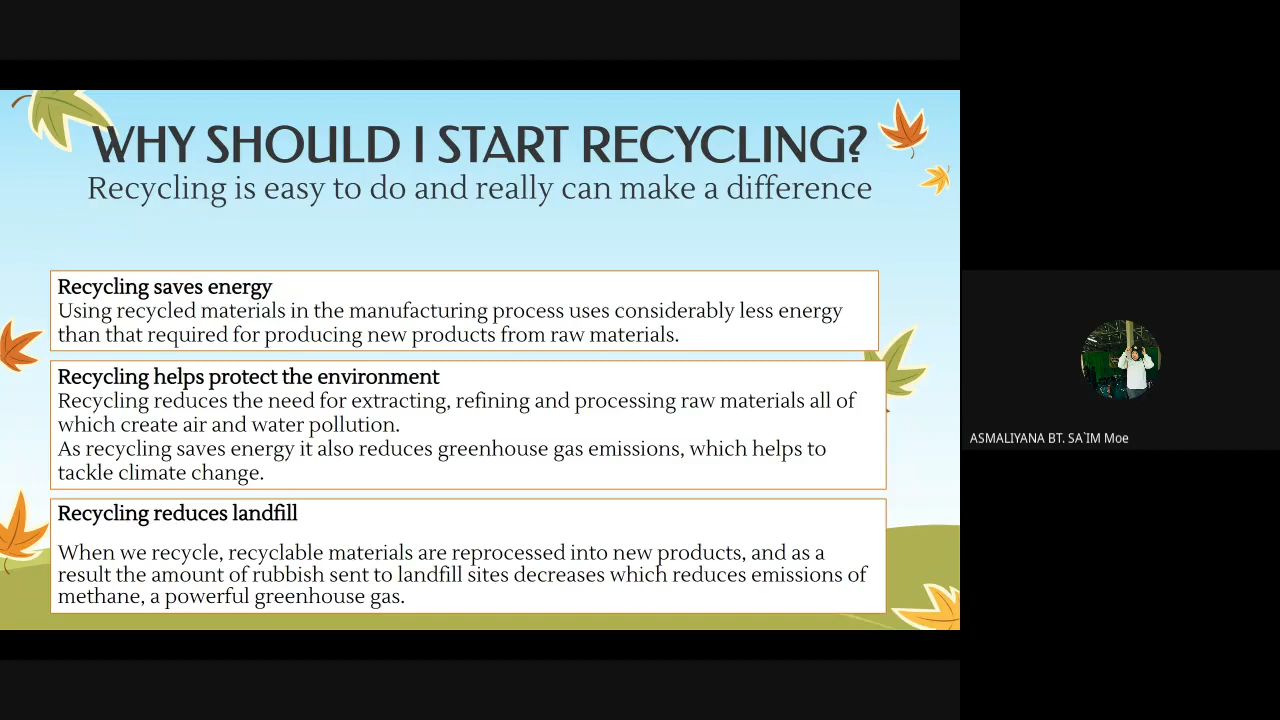 WHY SHOULD I START RECYCLING?
Recycling is easy to do and really can make a difference
Recycling saves energy
Using recycled materials in the manufacturing process uses considerably less energy
than that required for producing new products from raw materials.
Recycling helps protect the environment
Recycling reduces the need for extracting, refining and processing raw materials all of
which create air and water pollution.
As recycling saves energy it also reduces greenhouse gas emissions, which helps to
tackle climate change.
Recycling reduces landfill
When we recycle, recyclable materials are reprocessed into new products, and as a
result the amount of rubbish sent to landfill sites decreases which reduces emissions of
methane, a powerful greenhouse gas.
ASMALIYANA BT. SA`IM Moe